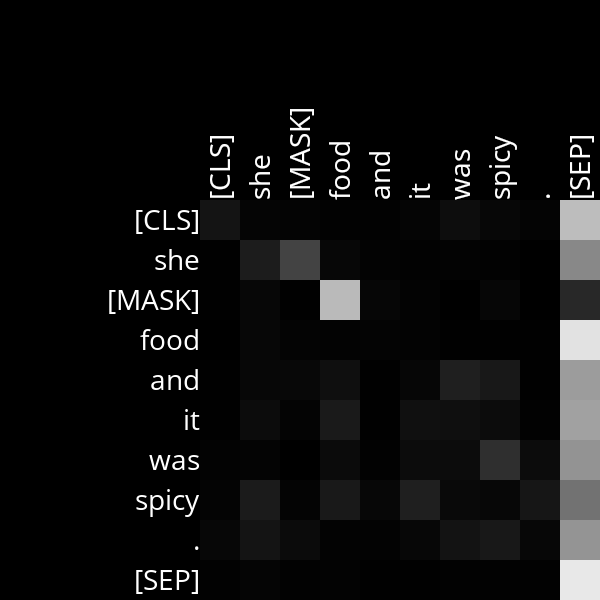 [CLS] she [MASK] food and it was spicy . [SEP]
[CLS]
she
[MASK]
food
and
it
was
spicy
.
[SEP]